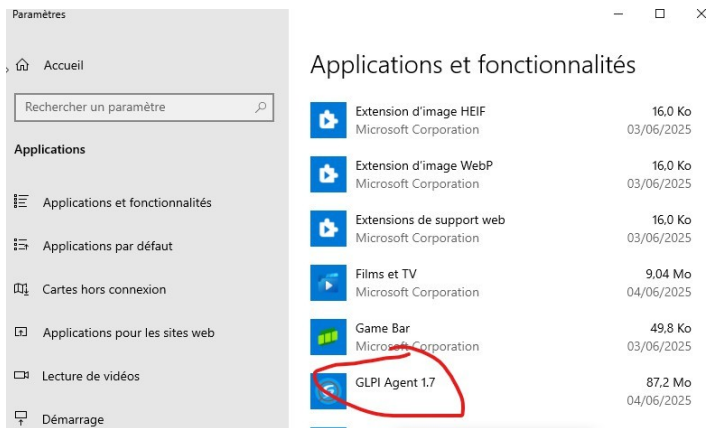 Paramètres
Accueil
Rechercher un paramètre
Applications
Applications et fonctionnalités
Applications par défaut
Cartes hors connexion
Applications pour les sites web
Lecture de vidéos
Démarrage
Applications et fonctionnalités
Extension d'image HEIF 16,0 Ko
Microsoft Corporation 03/06/2025
Extension d'image WebP 16,0 Ko
Microsoft Corporation 03/06/2025
Extensions de support web 16,0 Ko
Microsoft Corporation 03/06/2025
Films et TV 9,04 Mo
Microsoft Corporation 04/06/2025
Game Bar 49,8 Ko
Microsoft Corporation 03/06/2025
GLPI Agent 1.7 87,2 Mo
04/06/2025